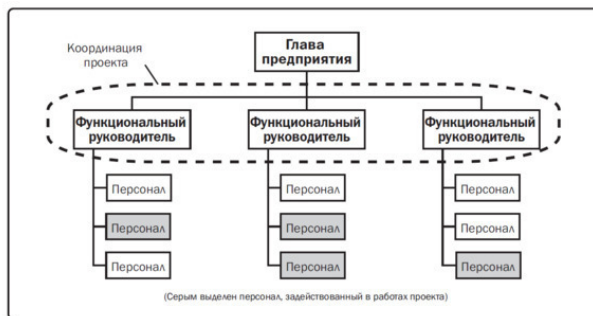 Координация
проекта
Глава
предприятия
Функциональный
руководитель
Функциональный
руководитель
Функциональный
руководитель
Персонал
Персонал
Персонал
Персонал
Персонал
Персонал
Персонал
Персонал
Персонал
(Серым выделен персонал, задействованный в работах проекта)